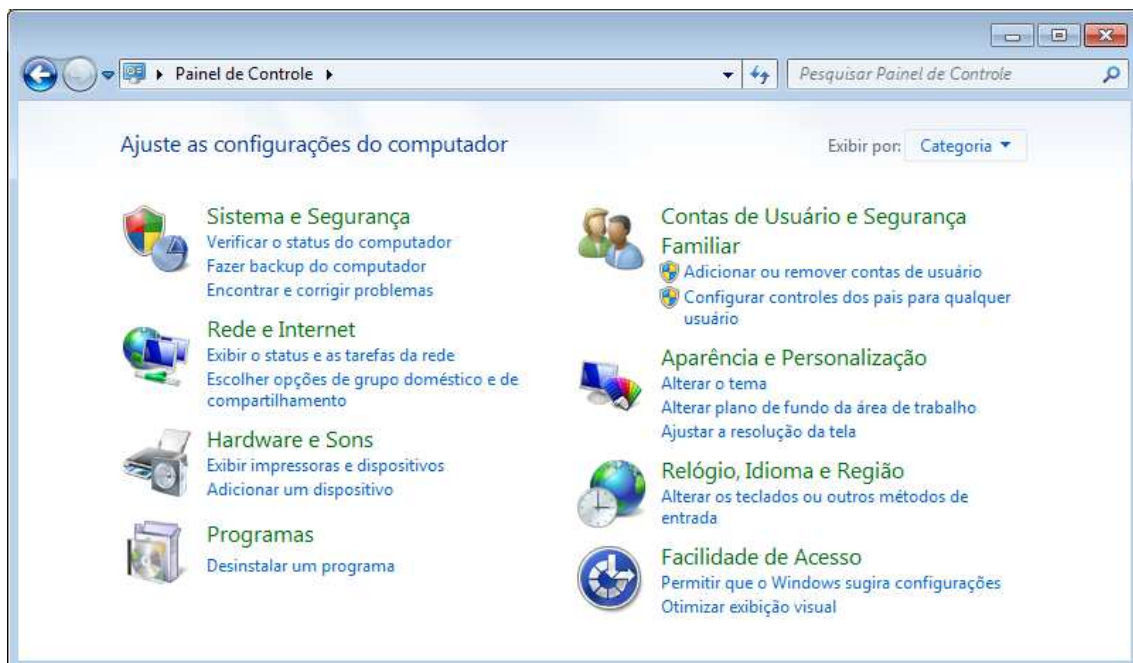 Painel de Controle
Pesquisar Painel de Controle
Ajuste as configurações do computador
Exibir por: Categoria
Sistema e Segurança
Verificar o status do computador
Fazer backup do computador
Encontrar e corrigir problemas
Rede e Internet
Exibir o status e as tarefas da rede
Escolher opções de grupo doméstico e de
compartilhamento
Hardware e Sons
Exibir impressoras e dispositivos
Adicionar um dispositivo
Programas
Desinstalar um programa
Contas de Usuário e Segurança
Familiar
Adicionar ou remover contas de usuário
Configurar controles dos pais para qualquer
usuário
Aparência e Personalização
Alterar o tema
Alterar plano de fundo da área de trabalho
Ajustar a resolução da tela
Relógio, Idioma e Região
Alterar os teclados ou outros métodos de
entrada
Facilidade de Acesso
Permitir que o Windows sugira configurações
Otimizar exibição visual